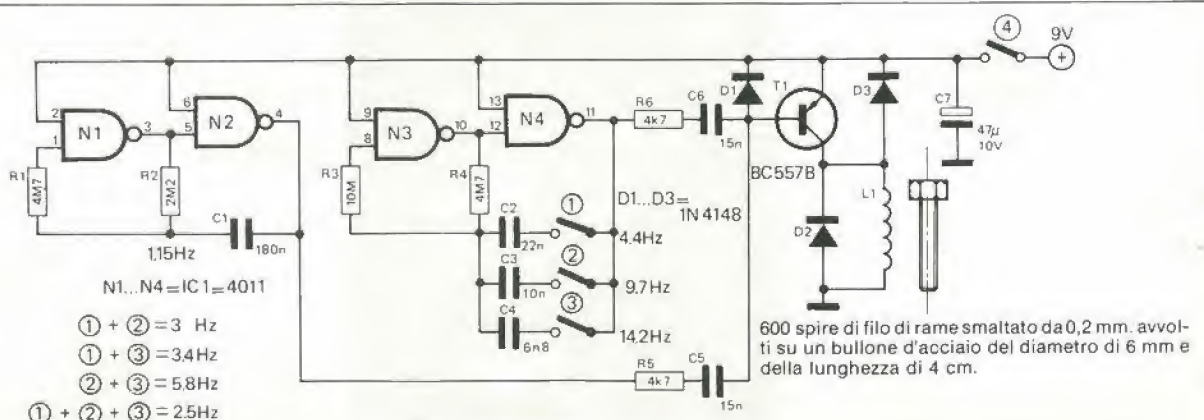 ④
9V
+
2
1
N1
3
6
5
N2
4
9
8
N3
10
13
12
N4
11
R6
4k7
C6
15n
D1
T1
BC557B
D3
C7
47µ
10V
R1
4M7
R2
2M2
R3
10M
R4
4M7
C1
180n
1,15Hz
N1...N4=IC1=4011
C2
22n
①
4.4Hz
C3
10n
②
9.7Hz
C4
6n8
③
14.2Hz
D1...D3=
1N4148
D2
L1
① + ② = 3 Hz
① + ③ = 3,4Hz
② + ③ = 5,8Hz
① + ② + ③ = 2,5Hz
R5
4k7
C5
15n
600 spire di filo di rame smaltato da 0,2 mm. avvol-
ti su un bullone d'acciaio del diametro di 6 mm e
della lunghezza di 4 cm.